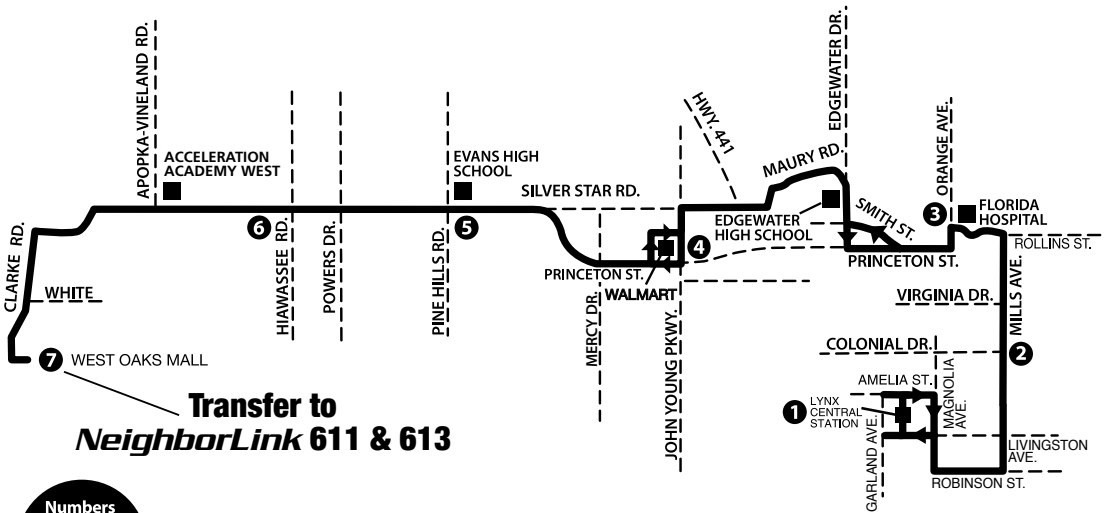 APOPKA-VINELAND RD.
ACCELERATION
ACADEMY WEST
EVANS HIGH
SCHOOL
SILVER STAR RD.
HWY. 441
MAURY RD.
EDGEWATER DR.
ORANGE AVE.
3
FLORIDA
HOSPITAL
EDGEWATER
HIGH SCHOOL
SMITH ST.
ROLLINS ST.
CLARKE RD.
6
HIAWASSEE RD.
POWERS DR.
5
PINE HILLS RD.
PRINCETON ST.
WALMART
4
MERCY DR.
JOHN YOUNG PKWY.
PRINCETON ST.
MILLS AVE.
VIRGINIA DR.
WHITE
COLONIAL DR.
2
7
WEST OAKS MALL
AMELIA ST.
MAGNOLIA
AVE.
1
LYNX
CENTRAL
STATION
GARLAND AVE.
LIVINGSTON
AVE.
ROBINSON ST.
Transfer to
NeighborLink 611 & 613
Numbers